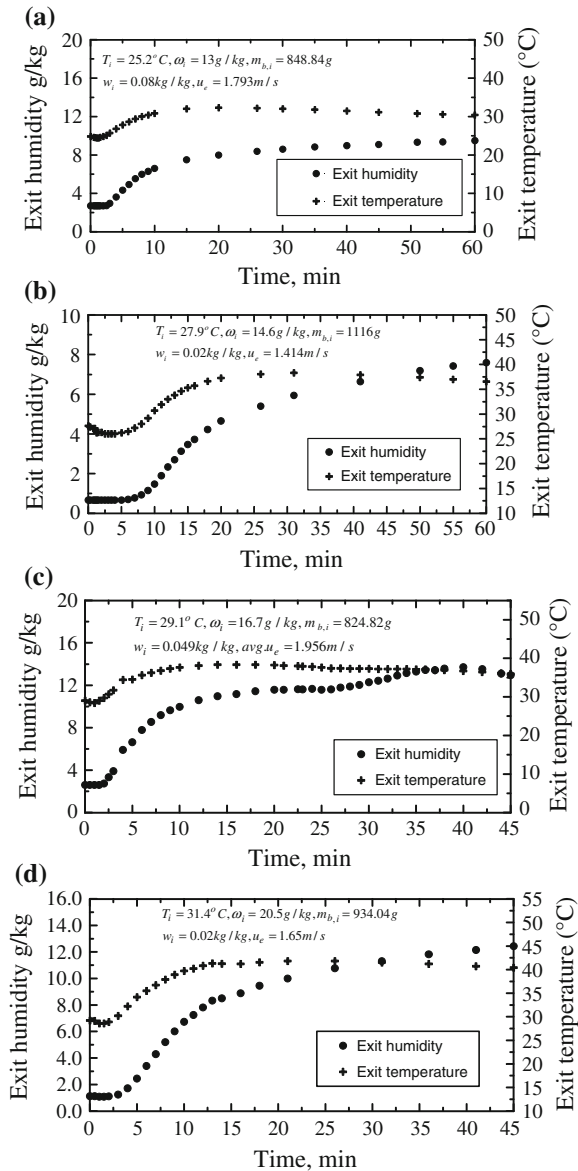 (a)
T_i = 25.2°C, ω_i = 13g / kg, m_b,i = 848.84g
w_i = 0.08kg / kg, u_e = 1.793m / s
Exit humidity g/kg
20
16
12
8
4
0
Exit temperature (°C)
50
40
30
20
10
0
Exit humidity
Exit temperature
0 10 20 30 40 50 60
Time, min
(b)
T_i = 27.9°C, ω_i = 14.6g / kg, m_b,i = 1116g
w_i = 0.02kg / kg, u_e = 1.414m / s
Exit humidity g/kg
10
8
6
4
2
0
Exit temperature (°C)
50
45
40
35
30
25
20
15
10
Exit humidity
Exit temperature
0 5 10 15 20 25 30 35 40 45 50 55 60
Time, min
(c)
T_i = 29.1° C, ω_i = 16.7g / kg, m_b,i = 824.82g
w_i = 0.049kg / kg, avg.u_e = 1.956m / s
Exit humidity g/kg
20
16
12
8
4
0
Exit temperature (°C)
50
40
30
20
10
0
Exit humidity
Exit temperature
0 5 10 15 20 25 30 35 40 45
Time, min
(d)
T_i = 31.4°C, ω_i = 20.5g / kg, m_b,i = 934.04g
w_i = 0.02kg / kg, u_e = 1.65m / s
Exit humidity g/kg
16.0
14.0
12.0
10.0
8.0
6.0
4.0
2.0
0.0
Exit temperature (°C)
55
50
45
40
35
30
25
20
15
10
Exit humidity
Exit temperature
0 5 10 15 20 25 30 35 40 45
Time, min